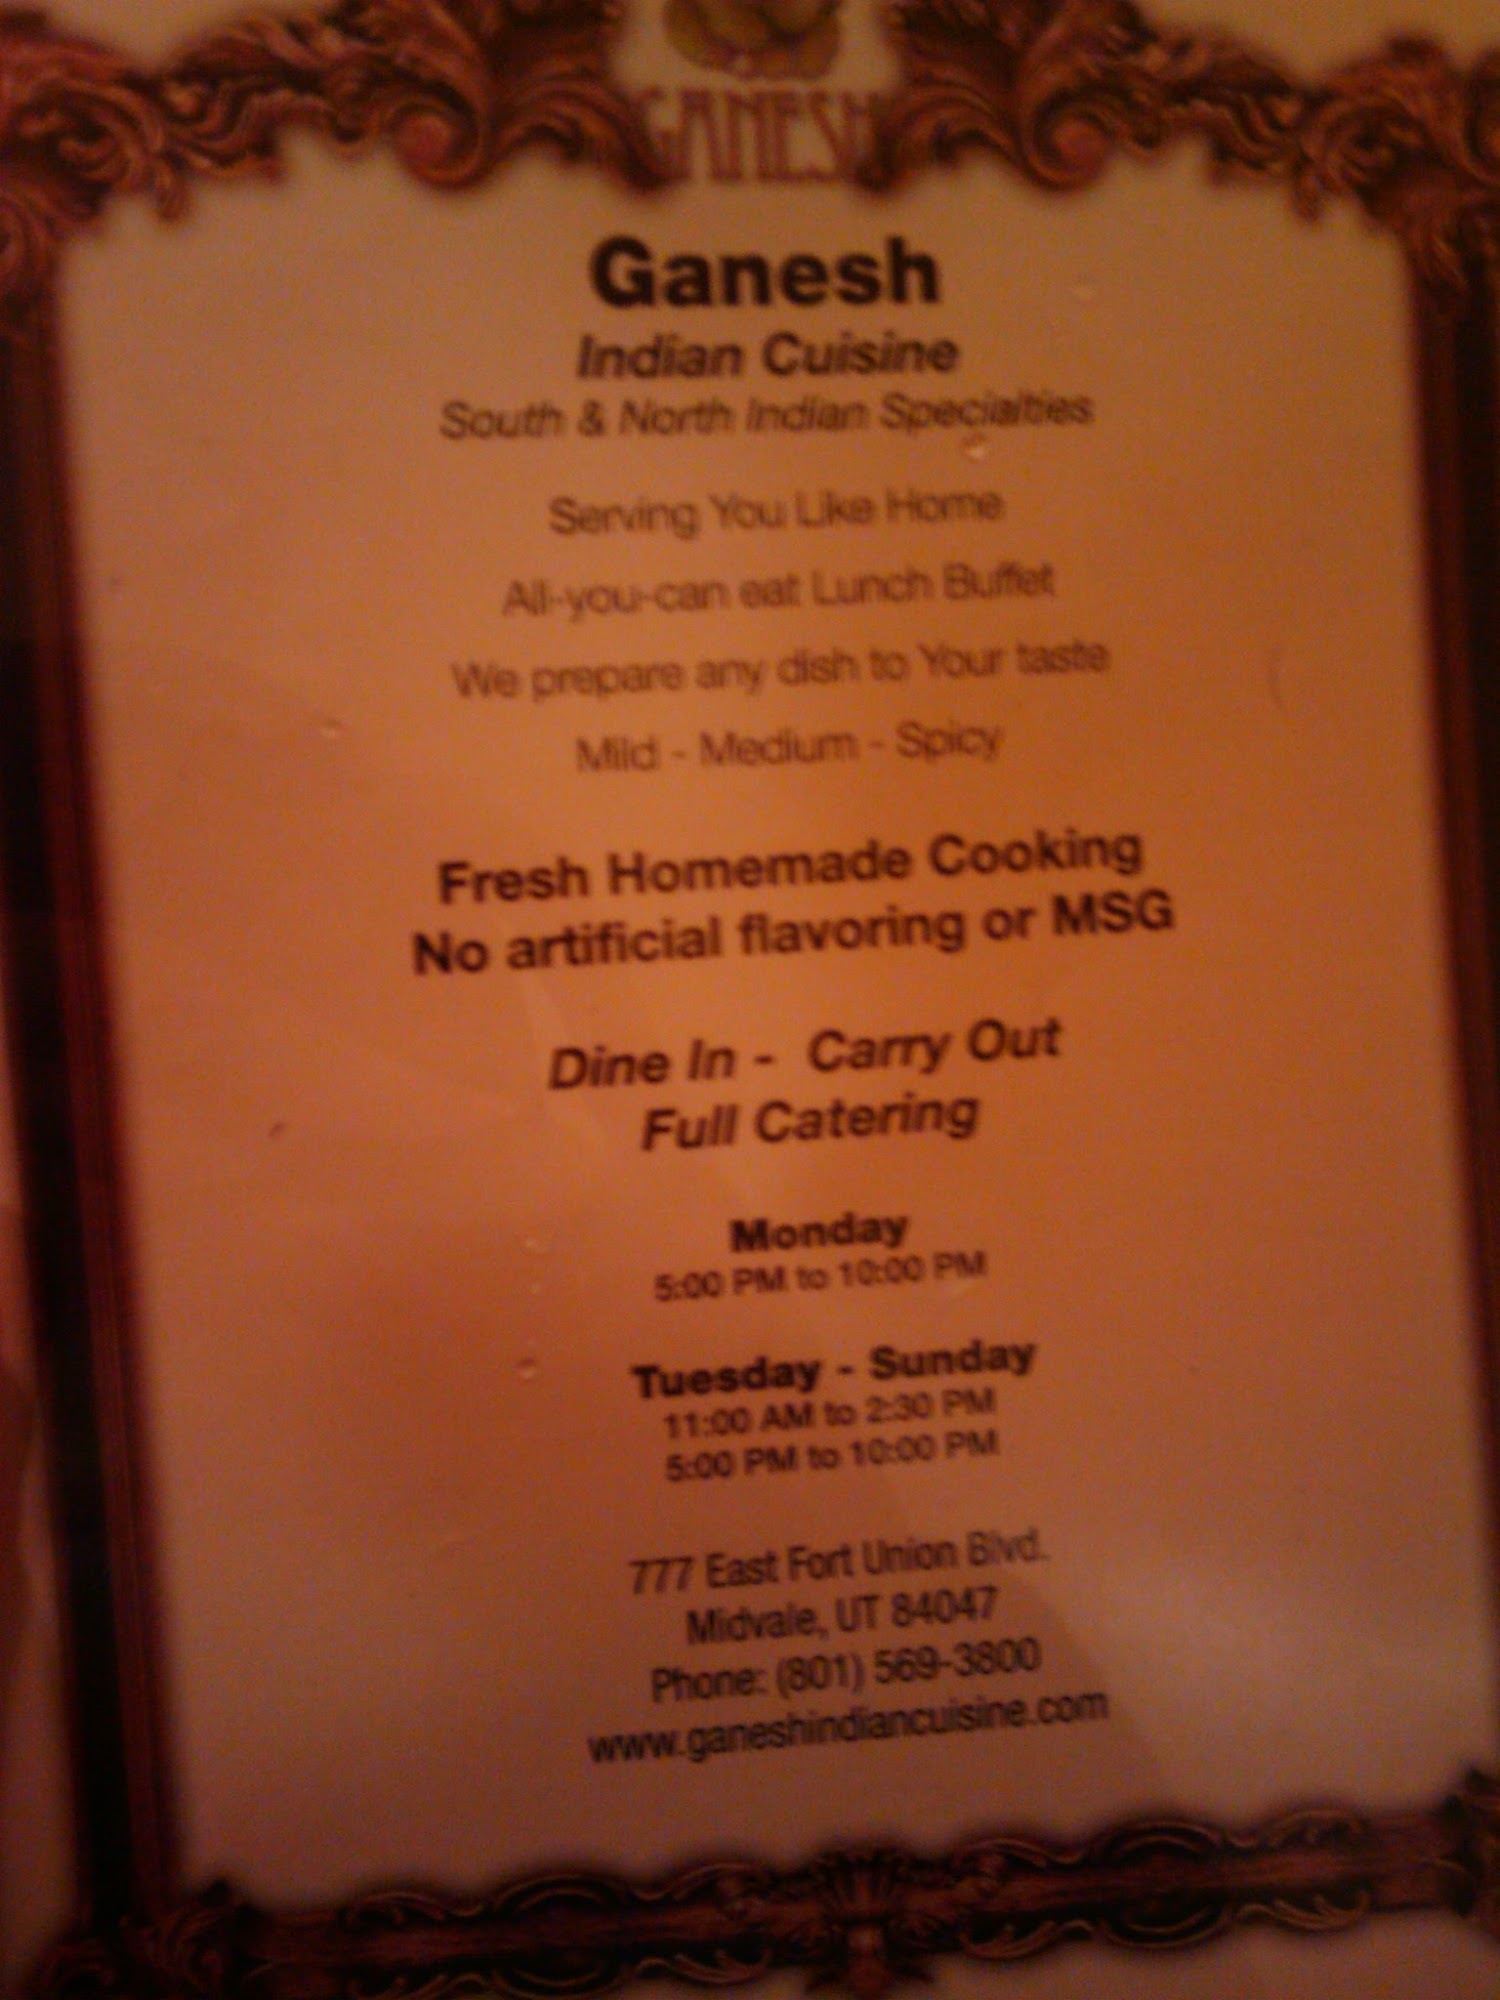 GANESH
Ganesh
Indian Cuisine
South & North Indian Specialties
Serving You Like Home
All-you-can eat Lunch Buffet
We prepare any dish to Your taste
Mild - Medium - Spicy
Fresh Homemade Cooking
No artificial flavoring or MSG
Dine In - Carry Out
Full Catering
Monday
5:00 PM to 10:00 PM
Tuesday - Sunday
11:00 AM to 2:30 PM
5:00 PM to 10:00 PM
777 East Fort Union Blvd.
Midvale, UT 84047
Phone: (801) 569-3800
www.ganeshindiancuisine.com